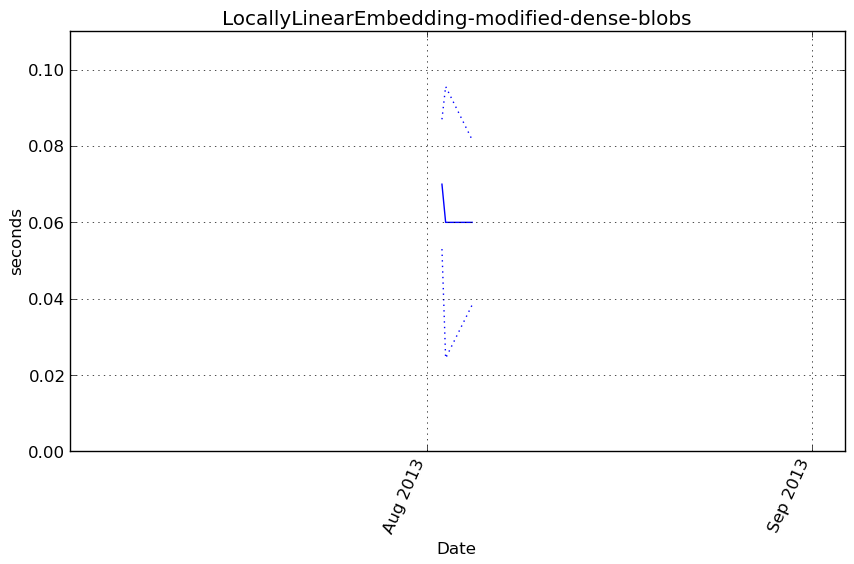 LocallyLinearEmbedding-modified-dense-blobs
0.10
0.08
0.06
0.04
0.02
0.00
seconds
Aug 2013
Sep 2013
Date